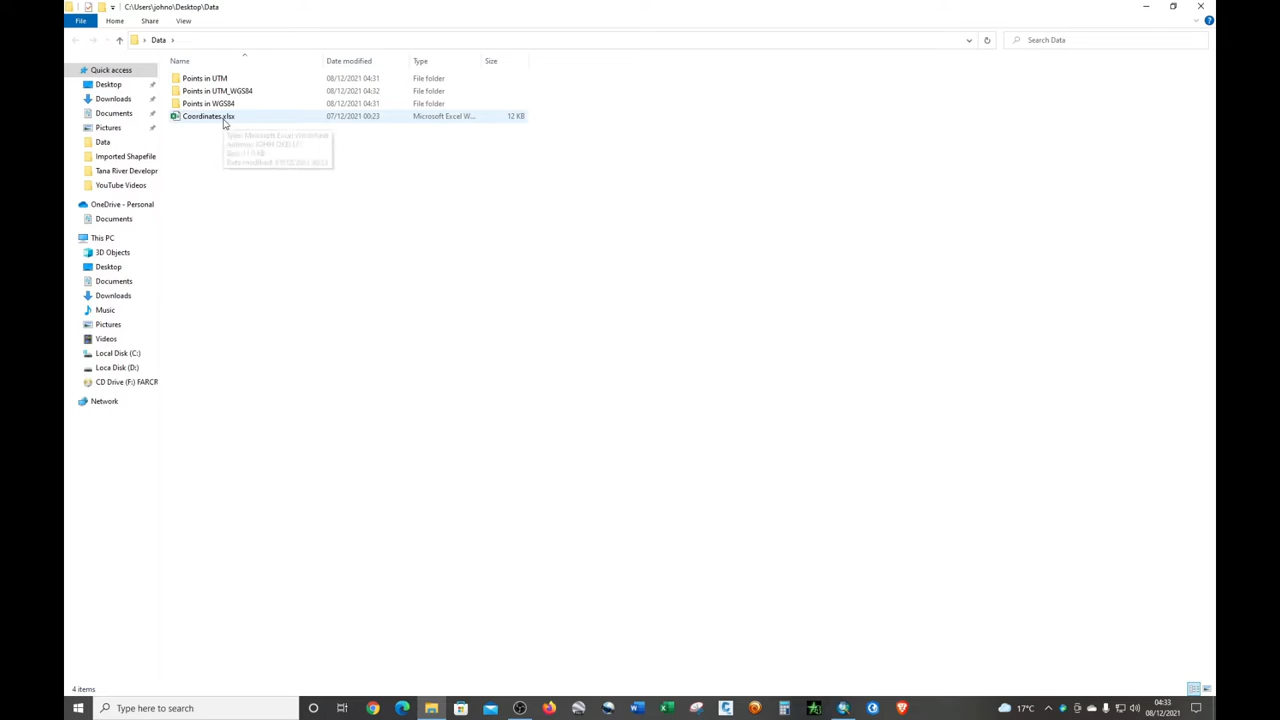 C:\Users\johno\Desktop\Data
File Home Share View
Data
Search Data
Name Date modified Type Size
Quick access
Desktop
Downloads
Documents
Pictures
Data
Imported Shapefile
Tana River Developr
YouTube Videos
OneDrive - Personal
Documents
This PC
3D Objects
Desktop
Documents
Downloads
Music
Pictures
Videos
Local Disk (C:)
Loca Disk (D:)
CD Drive (F:) FARCR
Network
Points in UTM 08/12/2021 04:31 File folder
Points in UTM_WGS84 08/12/2021 04:32 File folder
Points in WGS84 08/12/2021 04:31 File folder
Coordinates.xlsx 07/12/2021 00:23 Microsoft Excel W... 12 KB
Type: Microsoft Excel Worksheet
4 items
Type here to search
17°C
04:33
08/12/2021